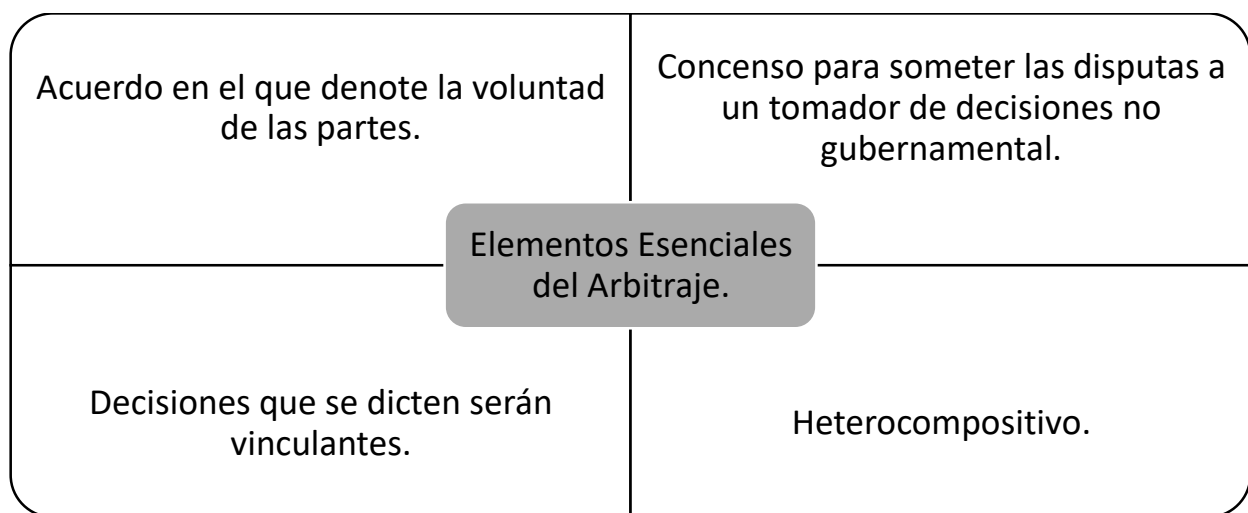 Acuerdo en el que denote la voluntad
de las partes.
Concenso para someter las disputas a
un tomador de decisiones no
gubernamental.
Elementos Esenciales
del Arbitraje.
Decisiones que se dicten serán
vinculantes.
Heterocompositivo.